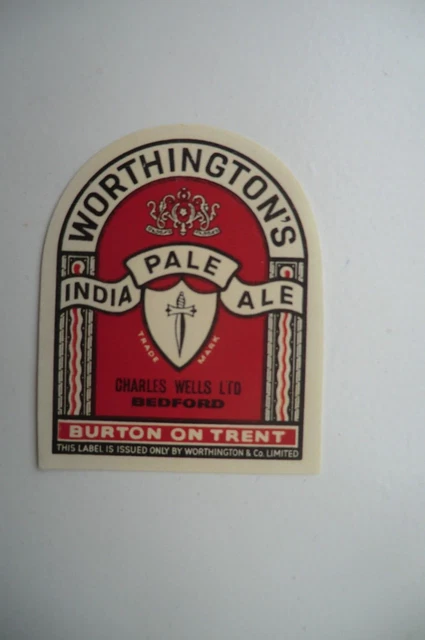 WORTHINGTON'S
PALE
INDIA ALE
TRADE MARK
CHARLES WELLS LTD
BEDFORD
BURTON ON TRENT
THIS LABEL IS ISSUED ONLY BY WORTHINGTON & Co. LIMITED